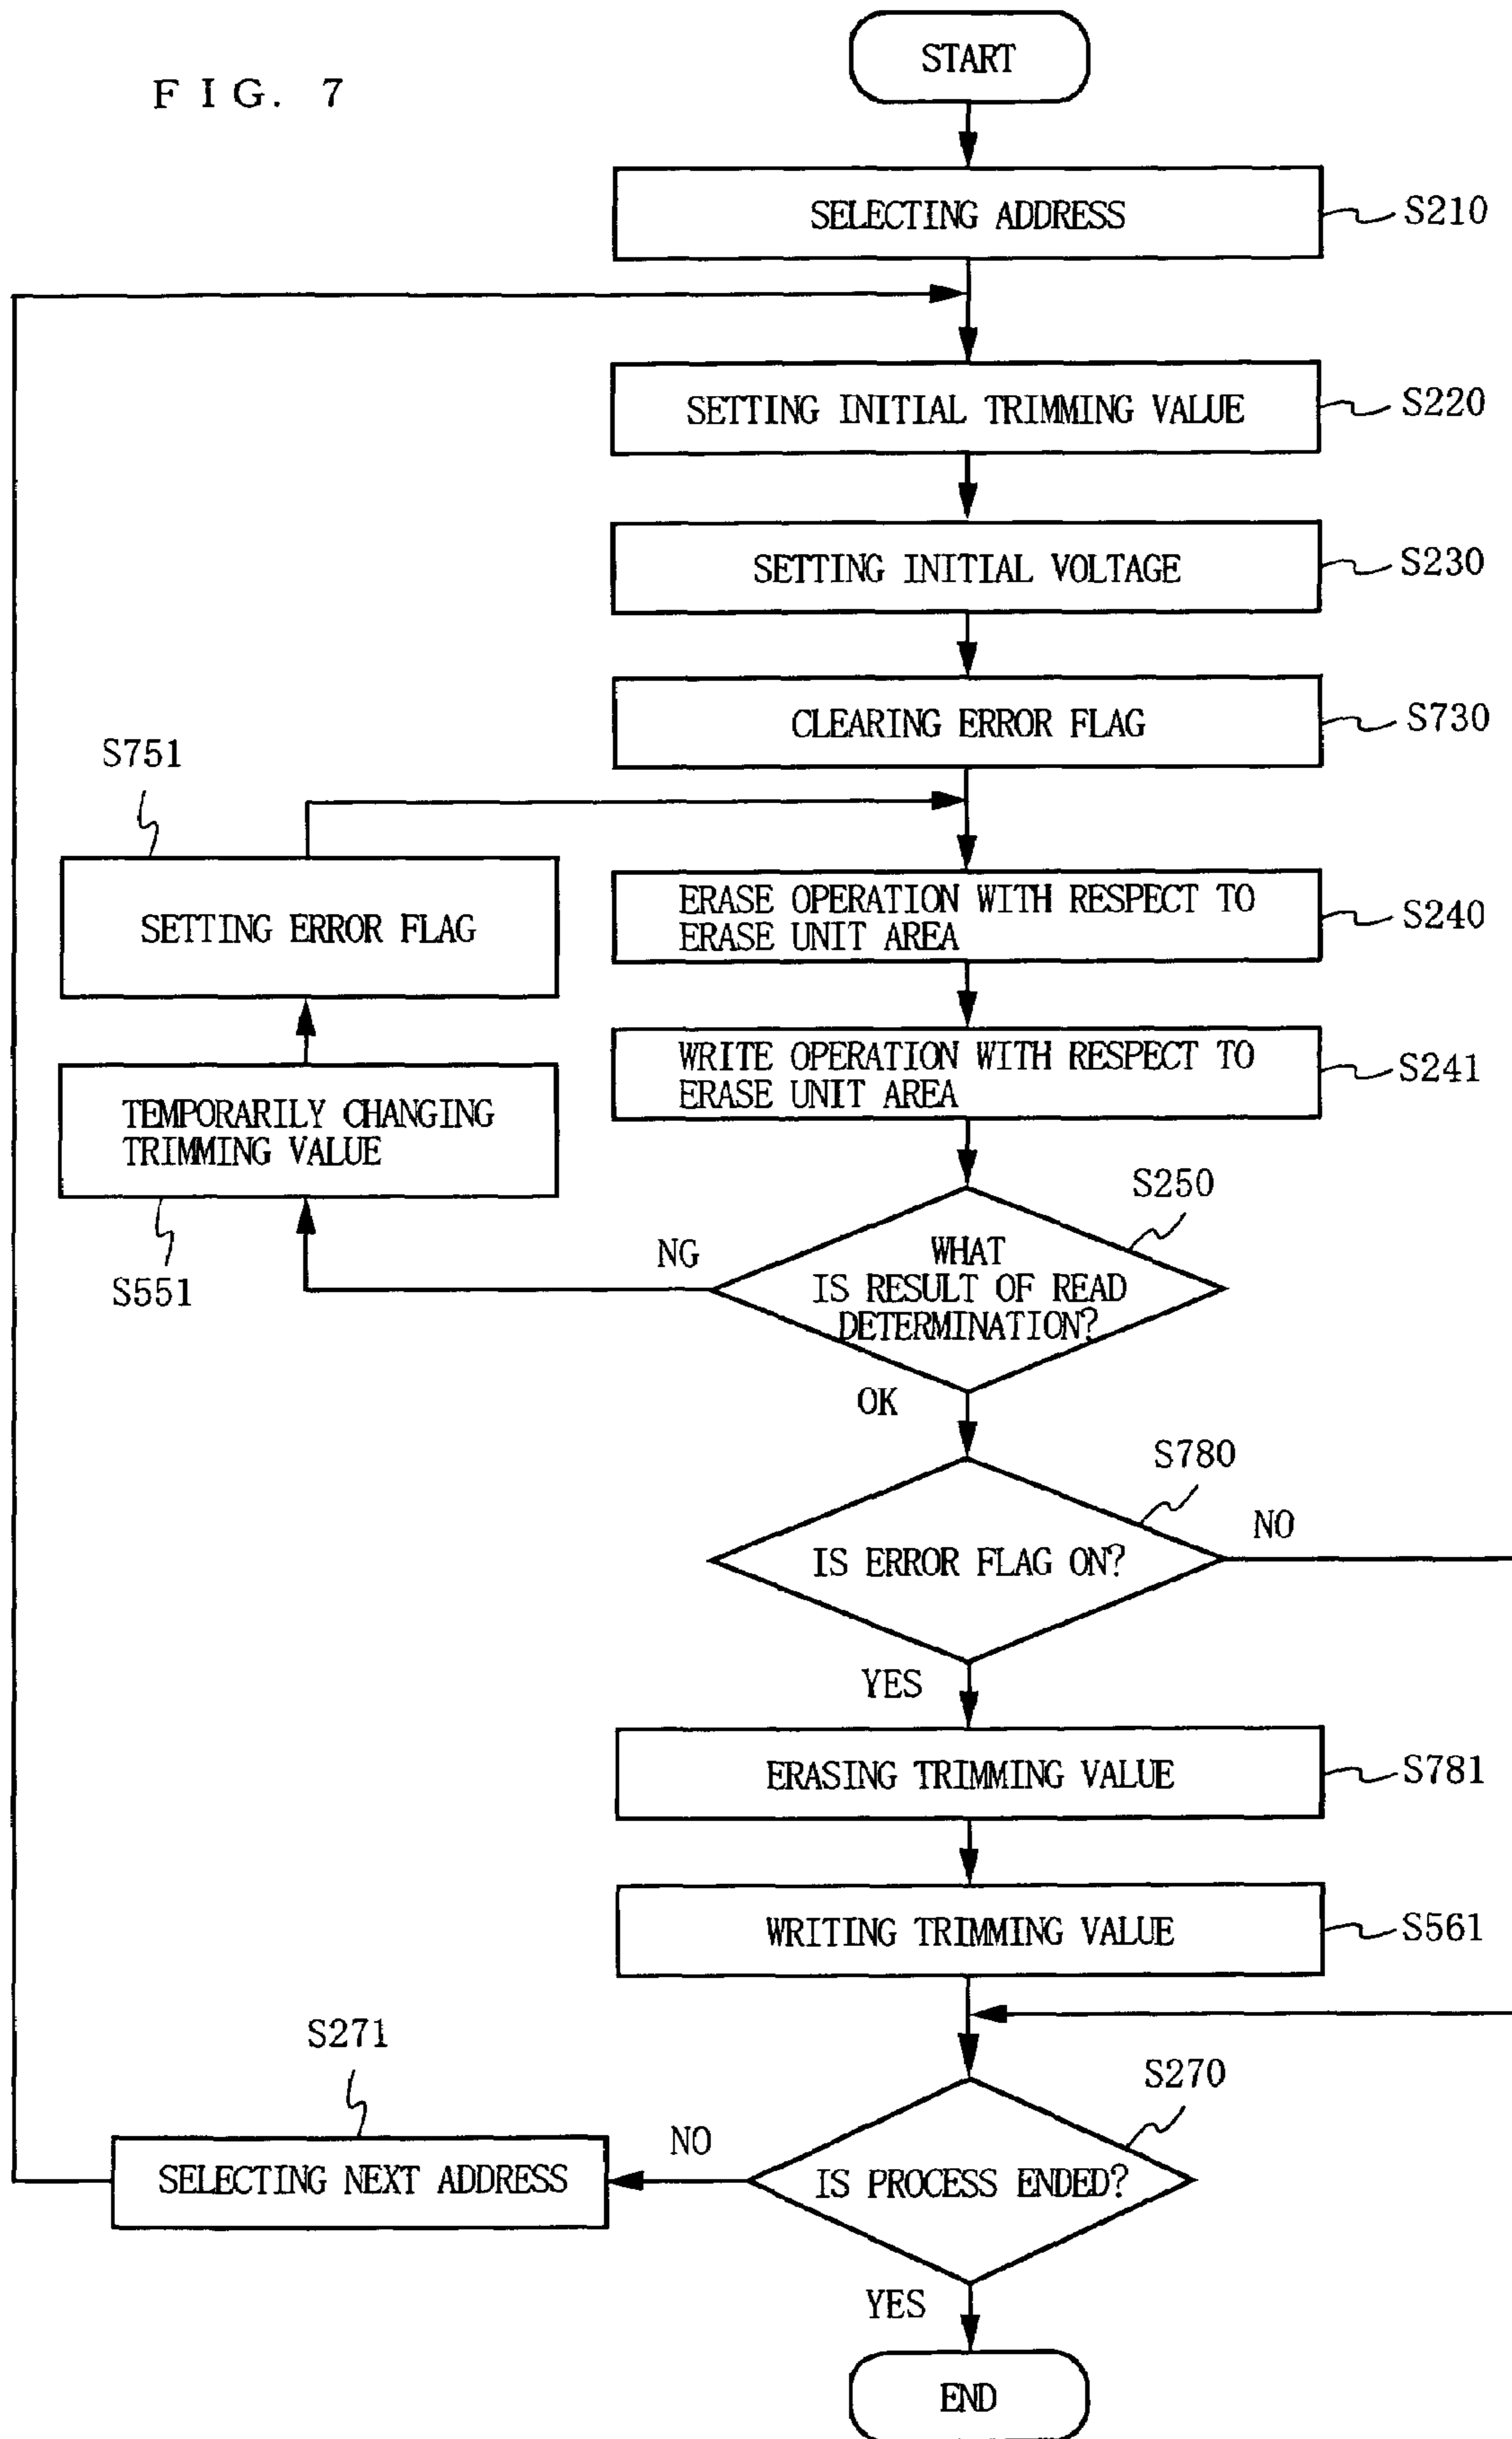 FIG. 7
START
SELECTING ADDRESS
S210
SETTING INITIAL TRIMMING VALUE
S220
SETTING INITIAL VOLTAGE
S230
CLEARING ERROR FLAG
S730
S751
SETTING ERROR FLAG
ERASE OPERATION WITH RESPECT TO
ERASE UNIT AREA
S240
WRITE OPERATION WITH RESPECT TO
ERASE UNIT AREA
S241
TEMPORARILY CHANGING
TRIMMING VALUE
S551
NG
S250
WHAT
IS RESULT OF READ
DETERMINATION?
OK
S780
NO
IS ERROR FLAG ON?
YES
ERASING TRIMMING VALUE
S781
WRITING TRIMMING VALUE
S561
S271
SELECTING NEXT ADDRESS
NO
S270
IS PROCESS ENDED?
YES
END